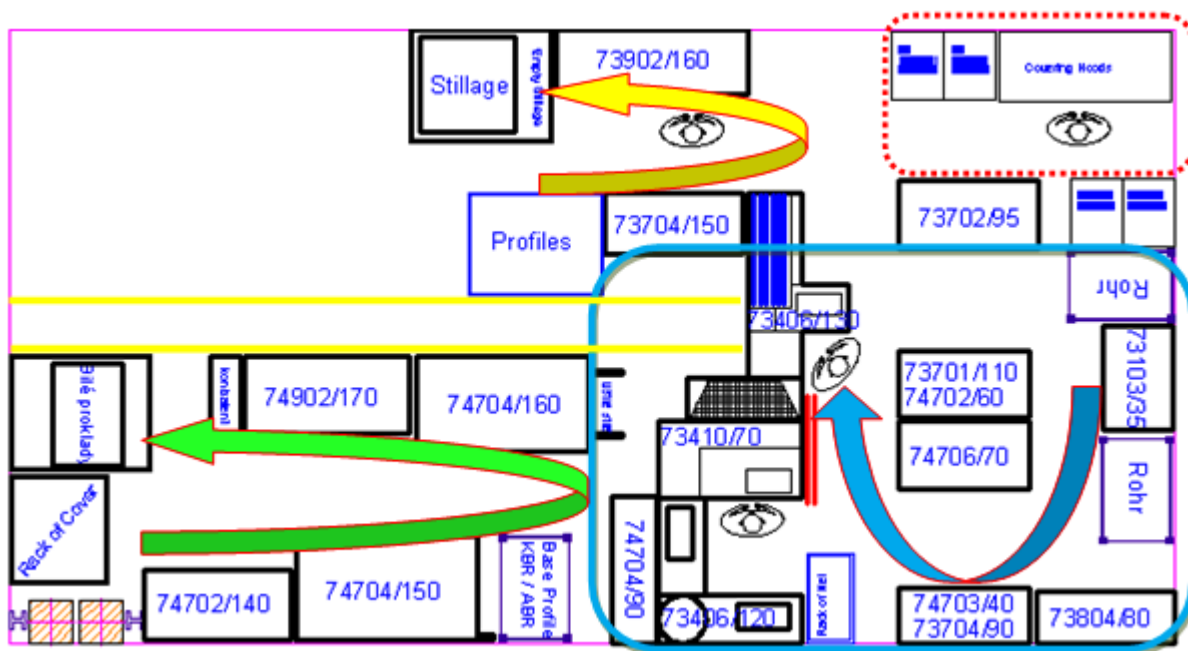 Stillage
Empty Stillage
73902/160
Counting Hoods
73704/150
Profiles
73702/95
Rohr
73406/130
73103/35
Bílé proklady
74902/170
74704/160
73701/110
74702/60
73410/70
74706/70
Rohr
Rack of Cover
74704/90
Base Profile
KBR / ABR
74702/140
74704/150
73406/120
74703/40
73704/90
73804/80